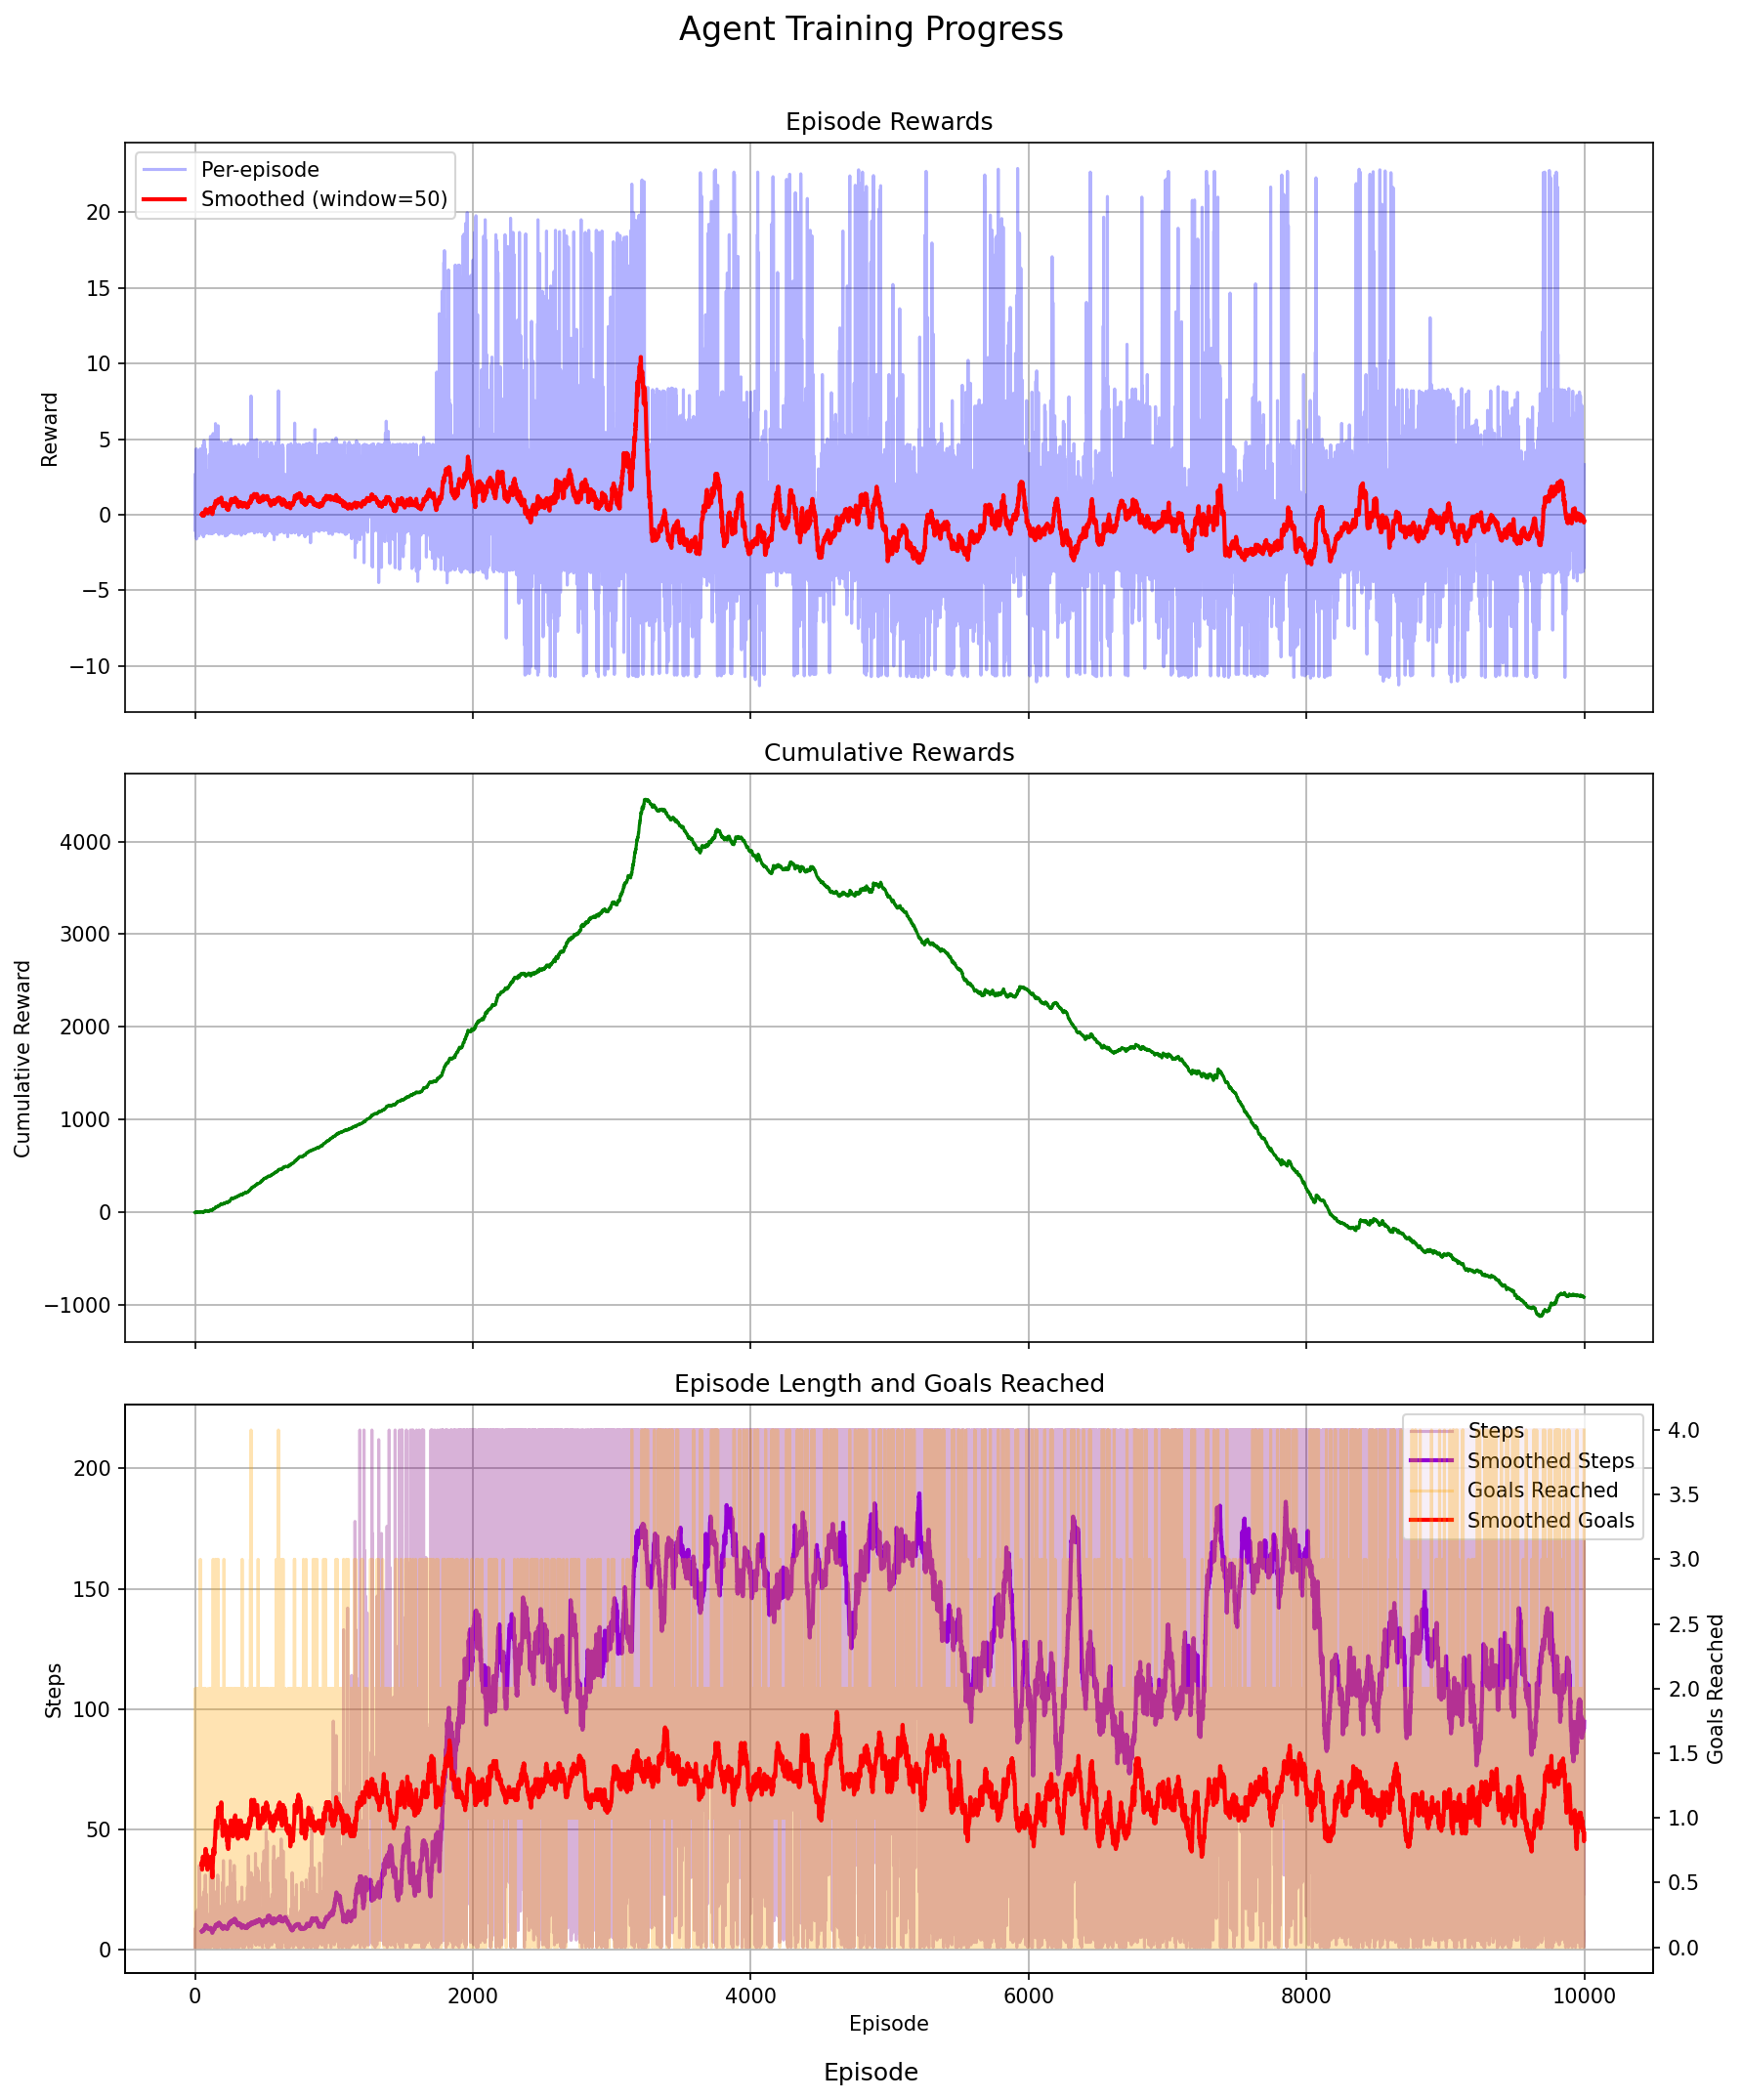 Agent Training Progress
Episode Rewards
Per-episode
Smoothed (window=50)
20
15
10
5
0
−5
−10
Reward
Cumulative Rewards
4000
3000
2000
1000
0
−1000
Cumulative Reward
Episode Length and Goals Reached
Steps
Smoothed Steps
Goals Reached
Smoothed Goals
200
150
100
50
0
Steps
4.0
3.5
3.0
2.5
2.0
1.5
1.0
0.5
0.0
Goals Reached
0 2000 4000 6000 8000 10000
Episode
Episode